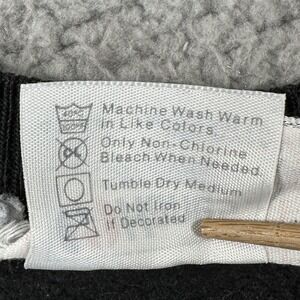 Machine Wash Warm
in Like Colors.
Only Non-Chlorine
Bleach When Needed.
Tumble Dry Medium
Do Not Iron
if Decorated